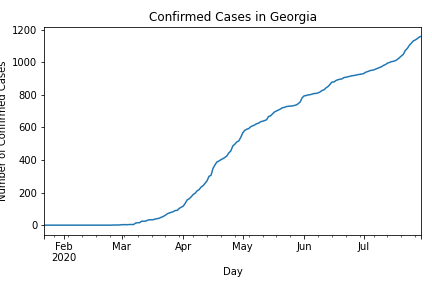 Confirmed Cases in Georgia
Number of Confirmed Cases
1200
1000
800
600
400
200
0
Feb Mar Apr May Jun Jul
2020
Day